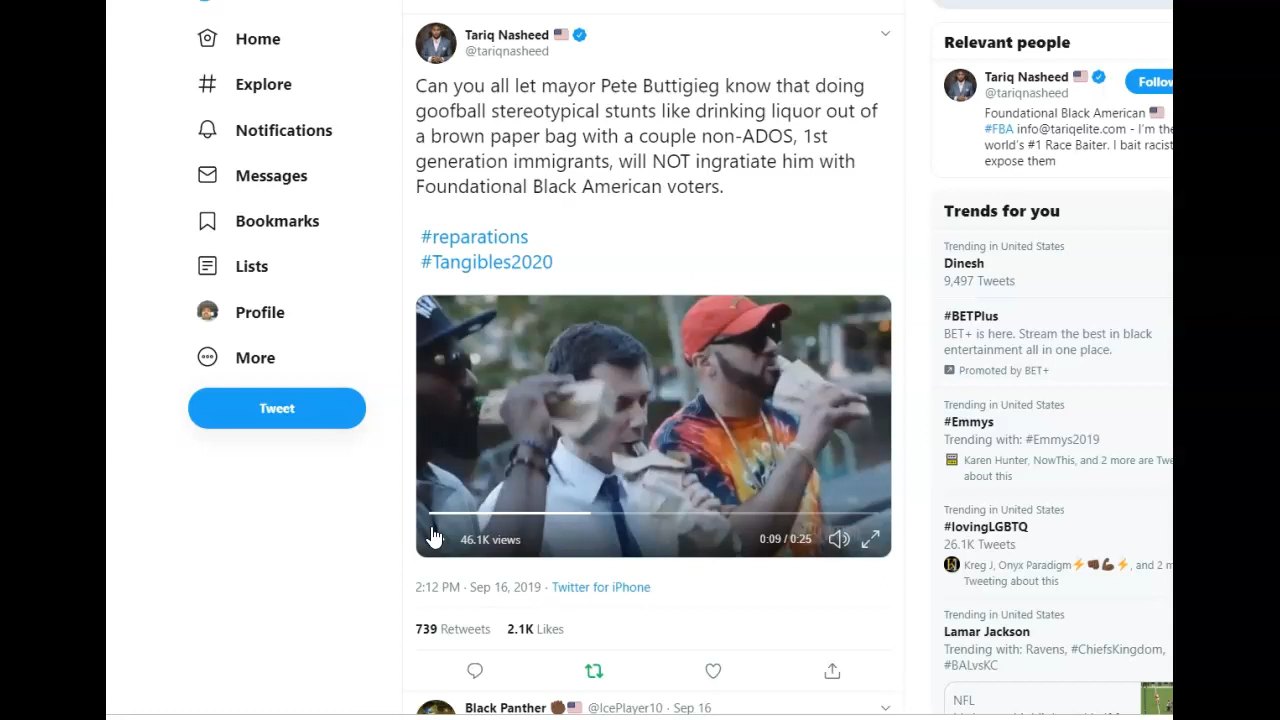 Home
Explore
Notifications
Messages
Bookmarks
Lists
Profile
More
Tweet
Tariq Nasheed
@tariqnasheed
Can you all let mayor Pete Buttigieg know that doing
goofball stereotypical stunts like drinking liquor out of
a brown paper bag with a couple non-ADOS, 1st
generation immigrants, will NOT ingratiate him with
Foundational Black American voters.
#reparations
#Tangibles2020
46.1K views
0:09 / 0:25
2:12 PM · Sep 16, 2019 · Twitter for iPhone
739 Retweets 2.1K Likes
Black Panther @IcePlayer10 · Sep 16
Relevant people
Tariq Nasheed
@tariqnasheed
Follow
Foundational Black American
#FBA info@tariqelite.com - I'm the
world's #1 Race Baiter. I bait racist
expose them
Trends for you
Trending in United States
Dinesh
9,497 Tweets
#BETPlus
BET+ is here. Stream the best in black
entertainment all in one place.
Promoted by BET+
Trending in United States
#Emmys
Trending with: #Emmys2019
Karen Hunter, NowThis, and 2 more are Twe
about this
Trending in United States
#lovingLGBTQ
26.1K Tweets
Kreg J, Onyx Paradigm⚡👊🏿💪🏿⚡, and 2 m
Tweeting about this
Trending in United States
Lamar Jackson
Trending with: Ravens, #ChiefsKingdom,
#BALvsKC
NFL